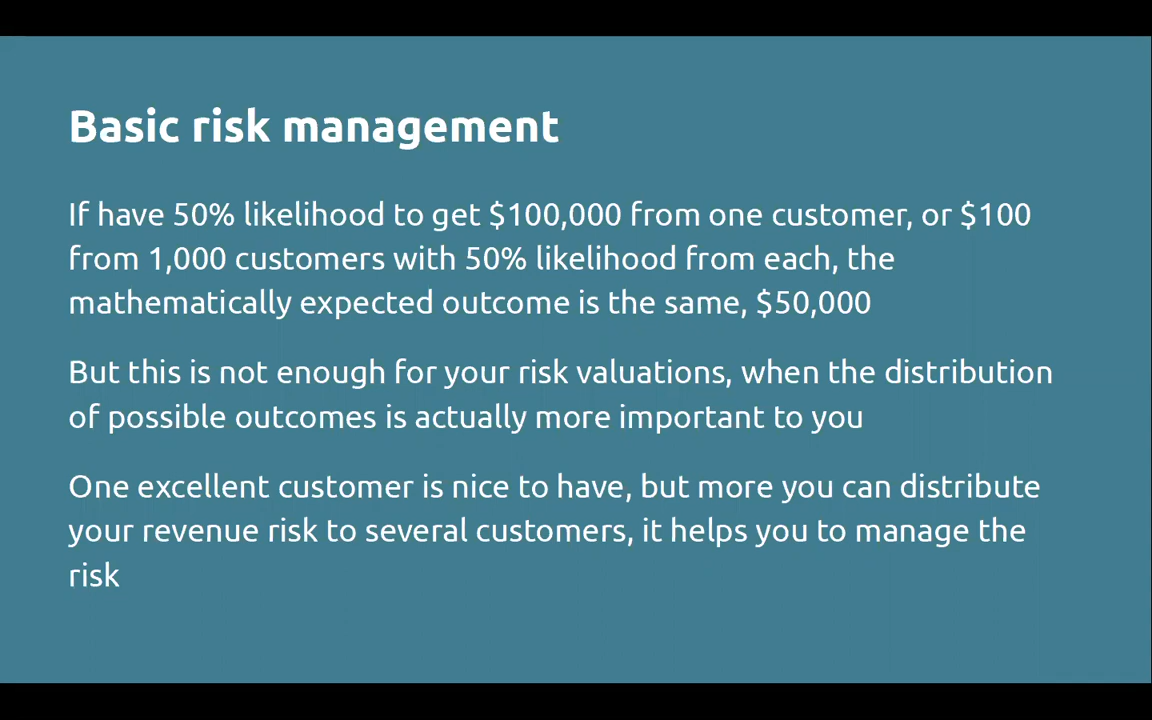 Basic risk management
If have 50% likelihood to get $100,000 from one customer, or $100
from 1,000 customers with 50% likelihood from each, the
mathematically expected outcome is the same, $50,000
But this is not enough for your risk valuations, when the distribution
of possible outcomes is actually more important to you
One excellent customer is nice to have, but more you can distribute
your revenue risk to several customers, it helps you to manage the
risk